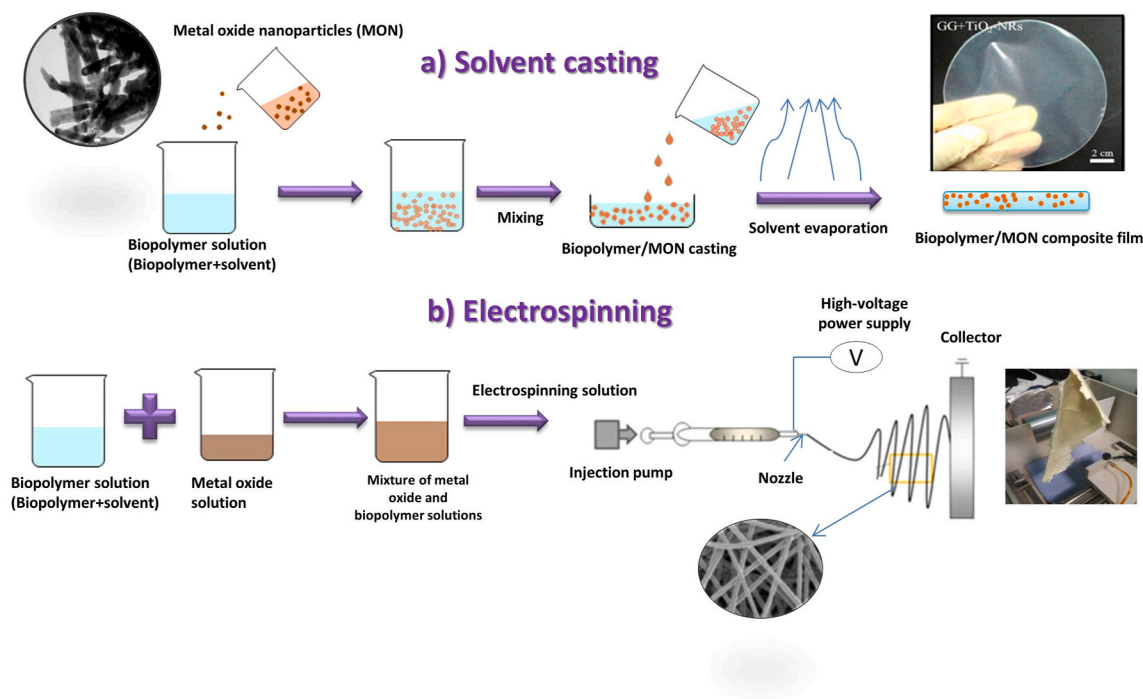 Metal oxide nanoparticles (MON)
a) Solvent casting
GG+TiO2-NRs
2 cm
Mixing
Biopolymer solution
(Biopolymer+solvent)
Biopolymer/MON casting
Solvent evaporation
Biopolymer/MON composite film
b) Electrospinning
High-voltage
power supply
V
Collector
Electrospinning solution
Injection pump
Nozzle
Biopolymer solution
(Biopolymer+solvent)
Metal oxide
solution
Mixture of metal
oxide and
biopolymer solutions